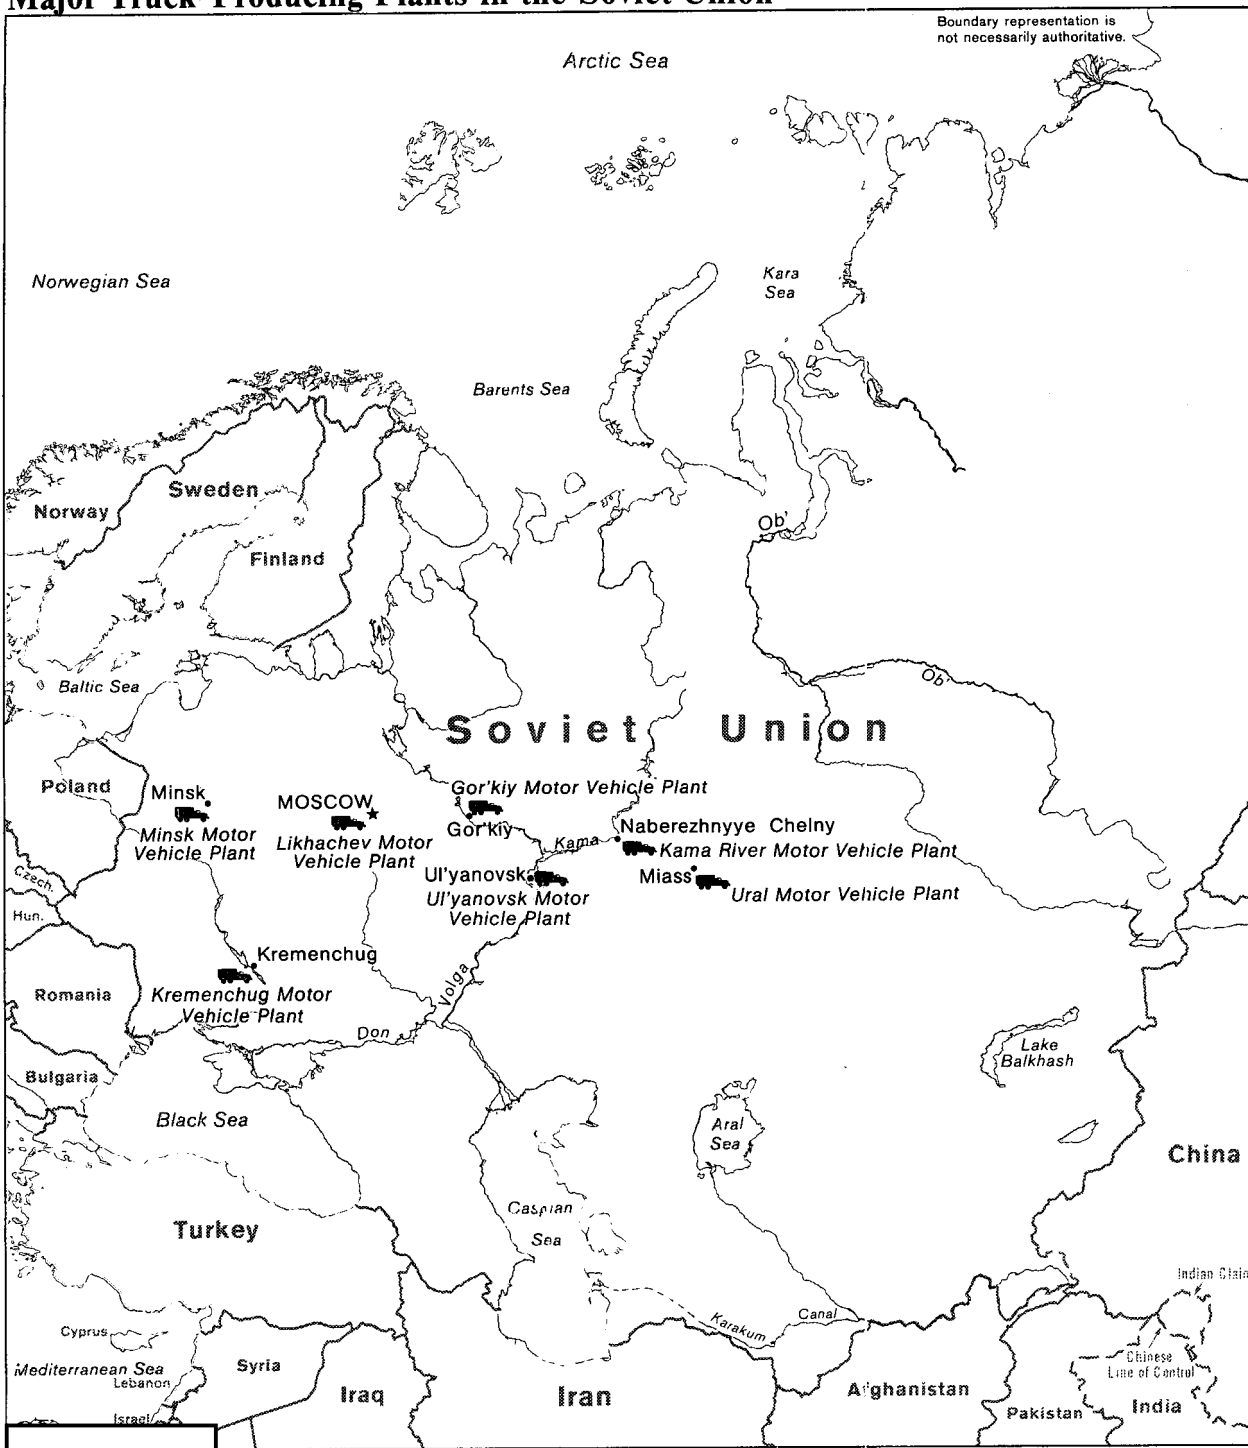 Major Truck-Producing Plants in the Soviet Union
Boundary representation is
not necessarily authoritative.
Arctic Sea
Norwegian Sea
Kara
Sea
Barents Sea
Norway
Sweden
Finland
Ob'
Ob'
Baltic Sea
Soviet Union
Poland
Minsk
Minsk Motor
Vehicle Plant
MOSCOW
Likhachev Motor
Vehicle Plant
Gor'kiy Motor Vehicle Plant
Gor'kiy
Kama
Naberezhnyye Chelny
Kama River Motor Vehicle Plant
Ul'yanovsk
Ul'yanovsk Motor
Vehicle Plant
Miass
Ural Motor Vehicle Plant
Czech.
Hun.
Kremenchug
Kremenchug Motor
Vehicle Plant
Romania
Volga
Don
Lake
Balkhash
Bulgaria
Black Sea
Aral
Sea
China
Caspian
Sea
Turkey
Indian Claim
Karakum
Canal
Cyprus
Mediterranean Sea
Lebanon
Israel
Syria
Iraq
Iran
Afghanistan
Pakistan
Chinese
Line of Control
India